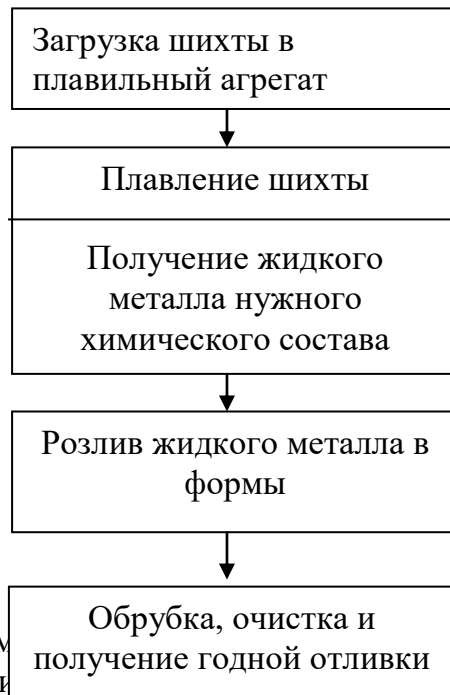 Загрузка шихты в
плавильный агрегат
Плавление шихты
Получение жидкого
металла нужного
химического состава
Розлив жидкого металла в
формы
Обрубка, очистка и
получение годной отливки